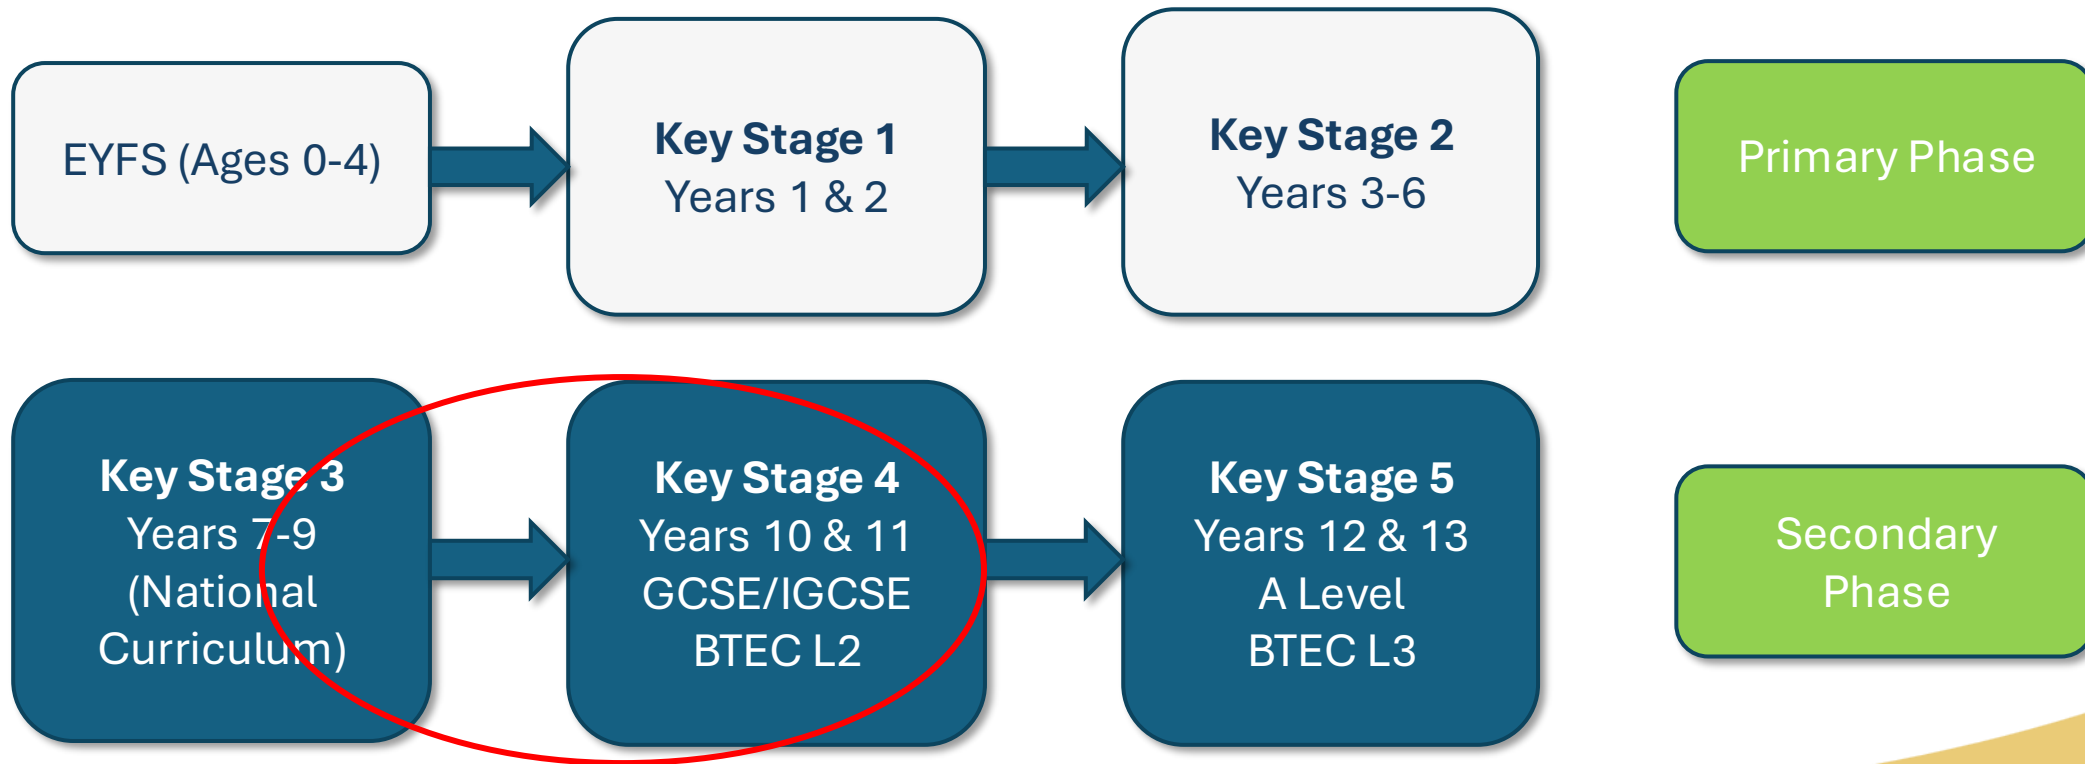 EYFS (Ages 0-4)
Key Stage 1
Years 1 & 2
Key Stage 2
Years 3-6
Primary Phase
Key Stage 3
Years 7-9
(National
Curriculum)
Key Stage 4
Years 10 & 11
GCSE/IGCSE
BTEC L2
Key Stage 5
Years 12 & 13
A Level
BTEC L3
Secondary
Phase